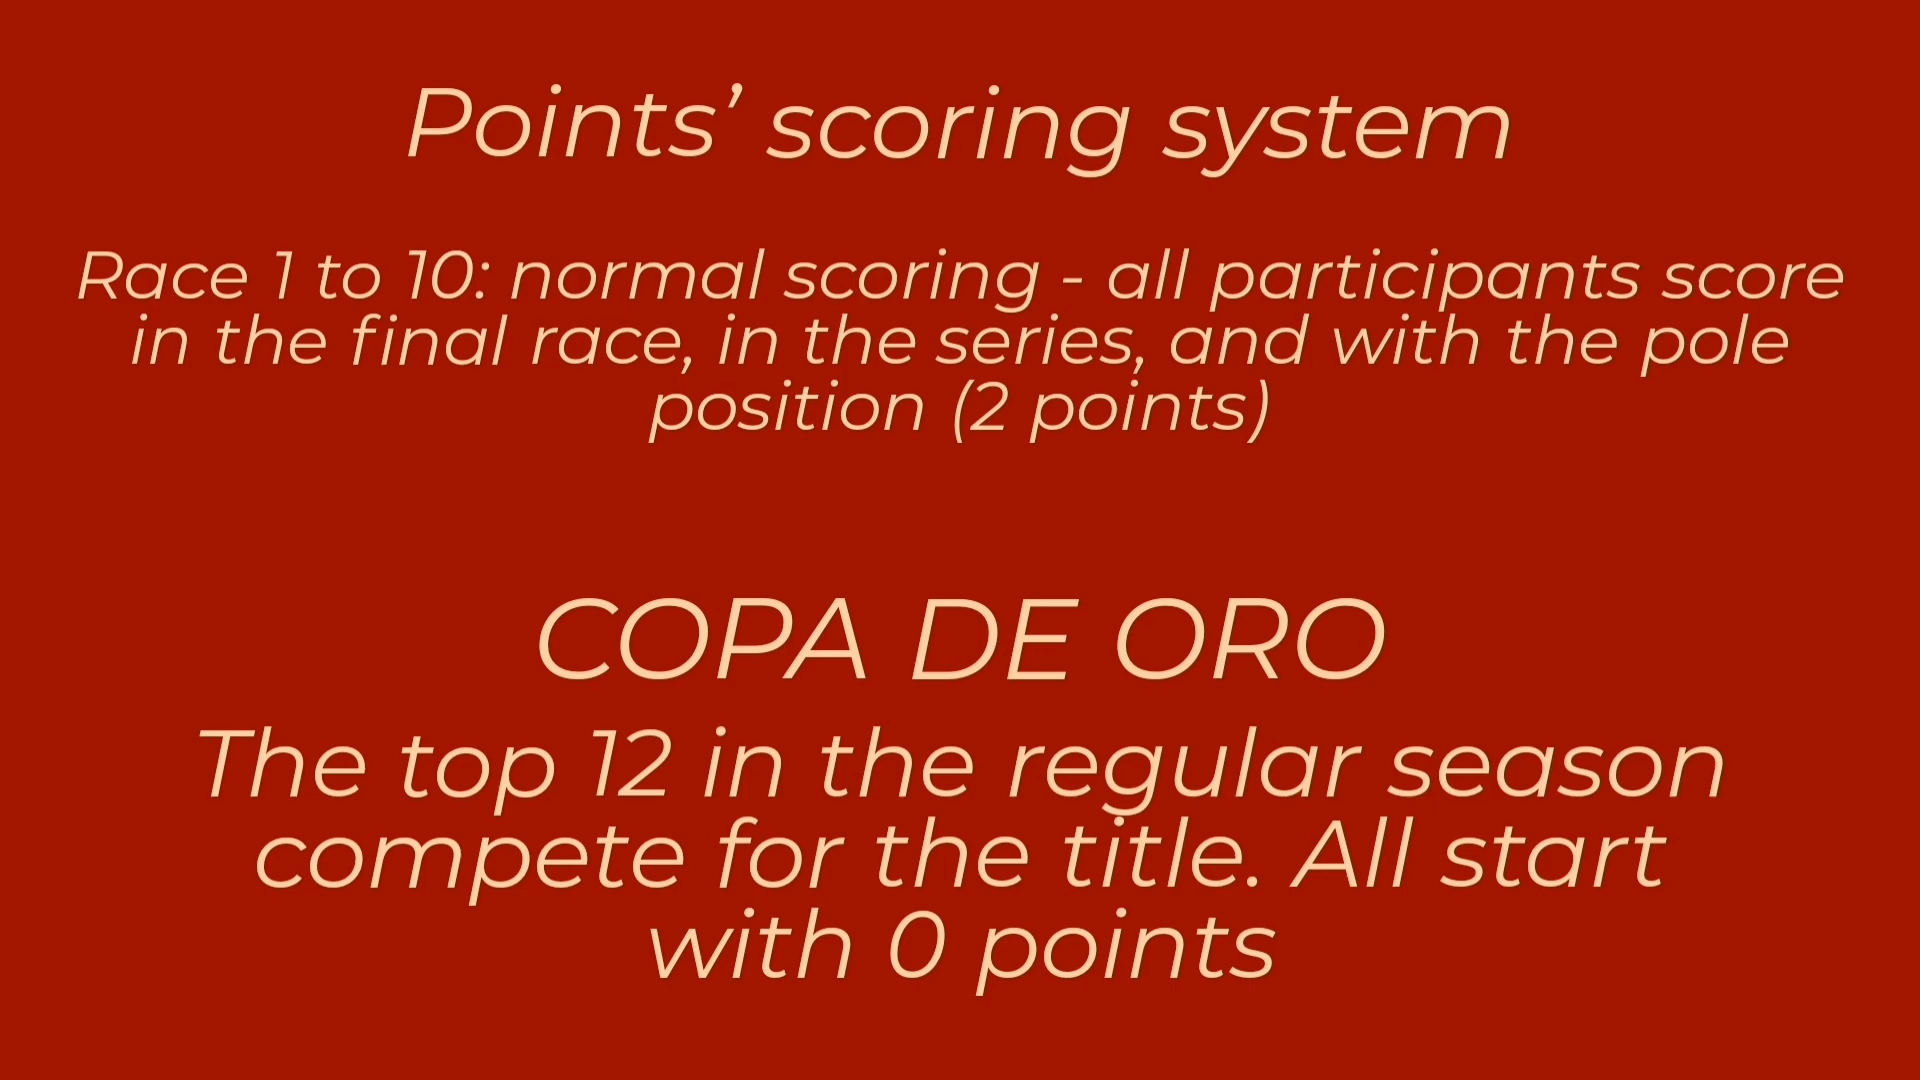 Points’ scoring system
Race 1 to 10: normal scoring - all participants score
in the final race, in the series, and with the pole
position (2 points)
COPA DE ORO
The top 12 in the regular season
compete for the title. All start
with 0 points